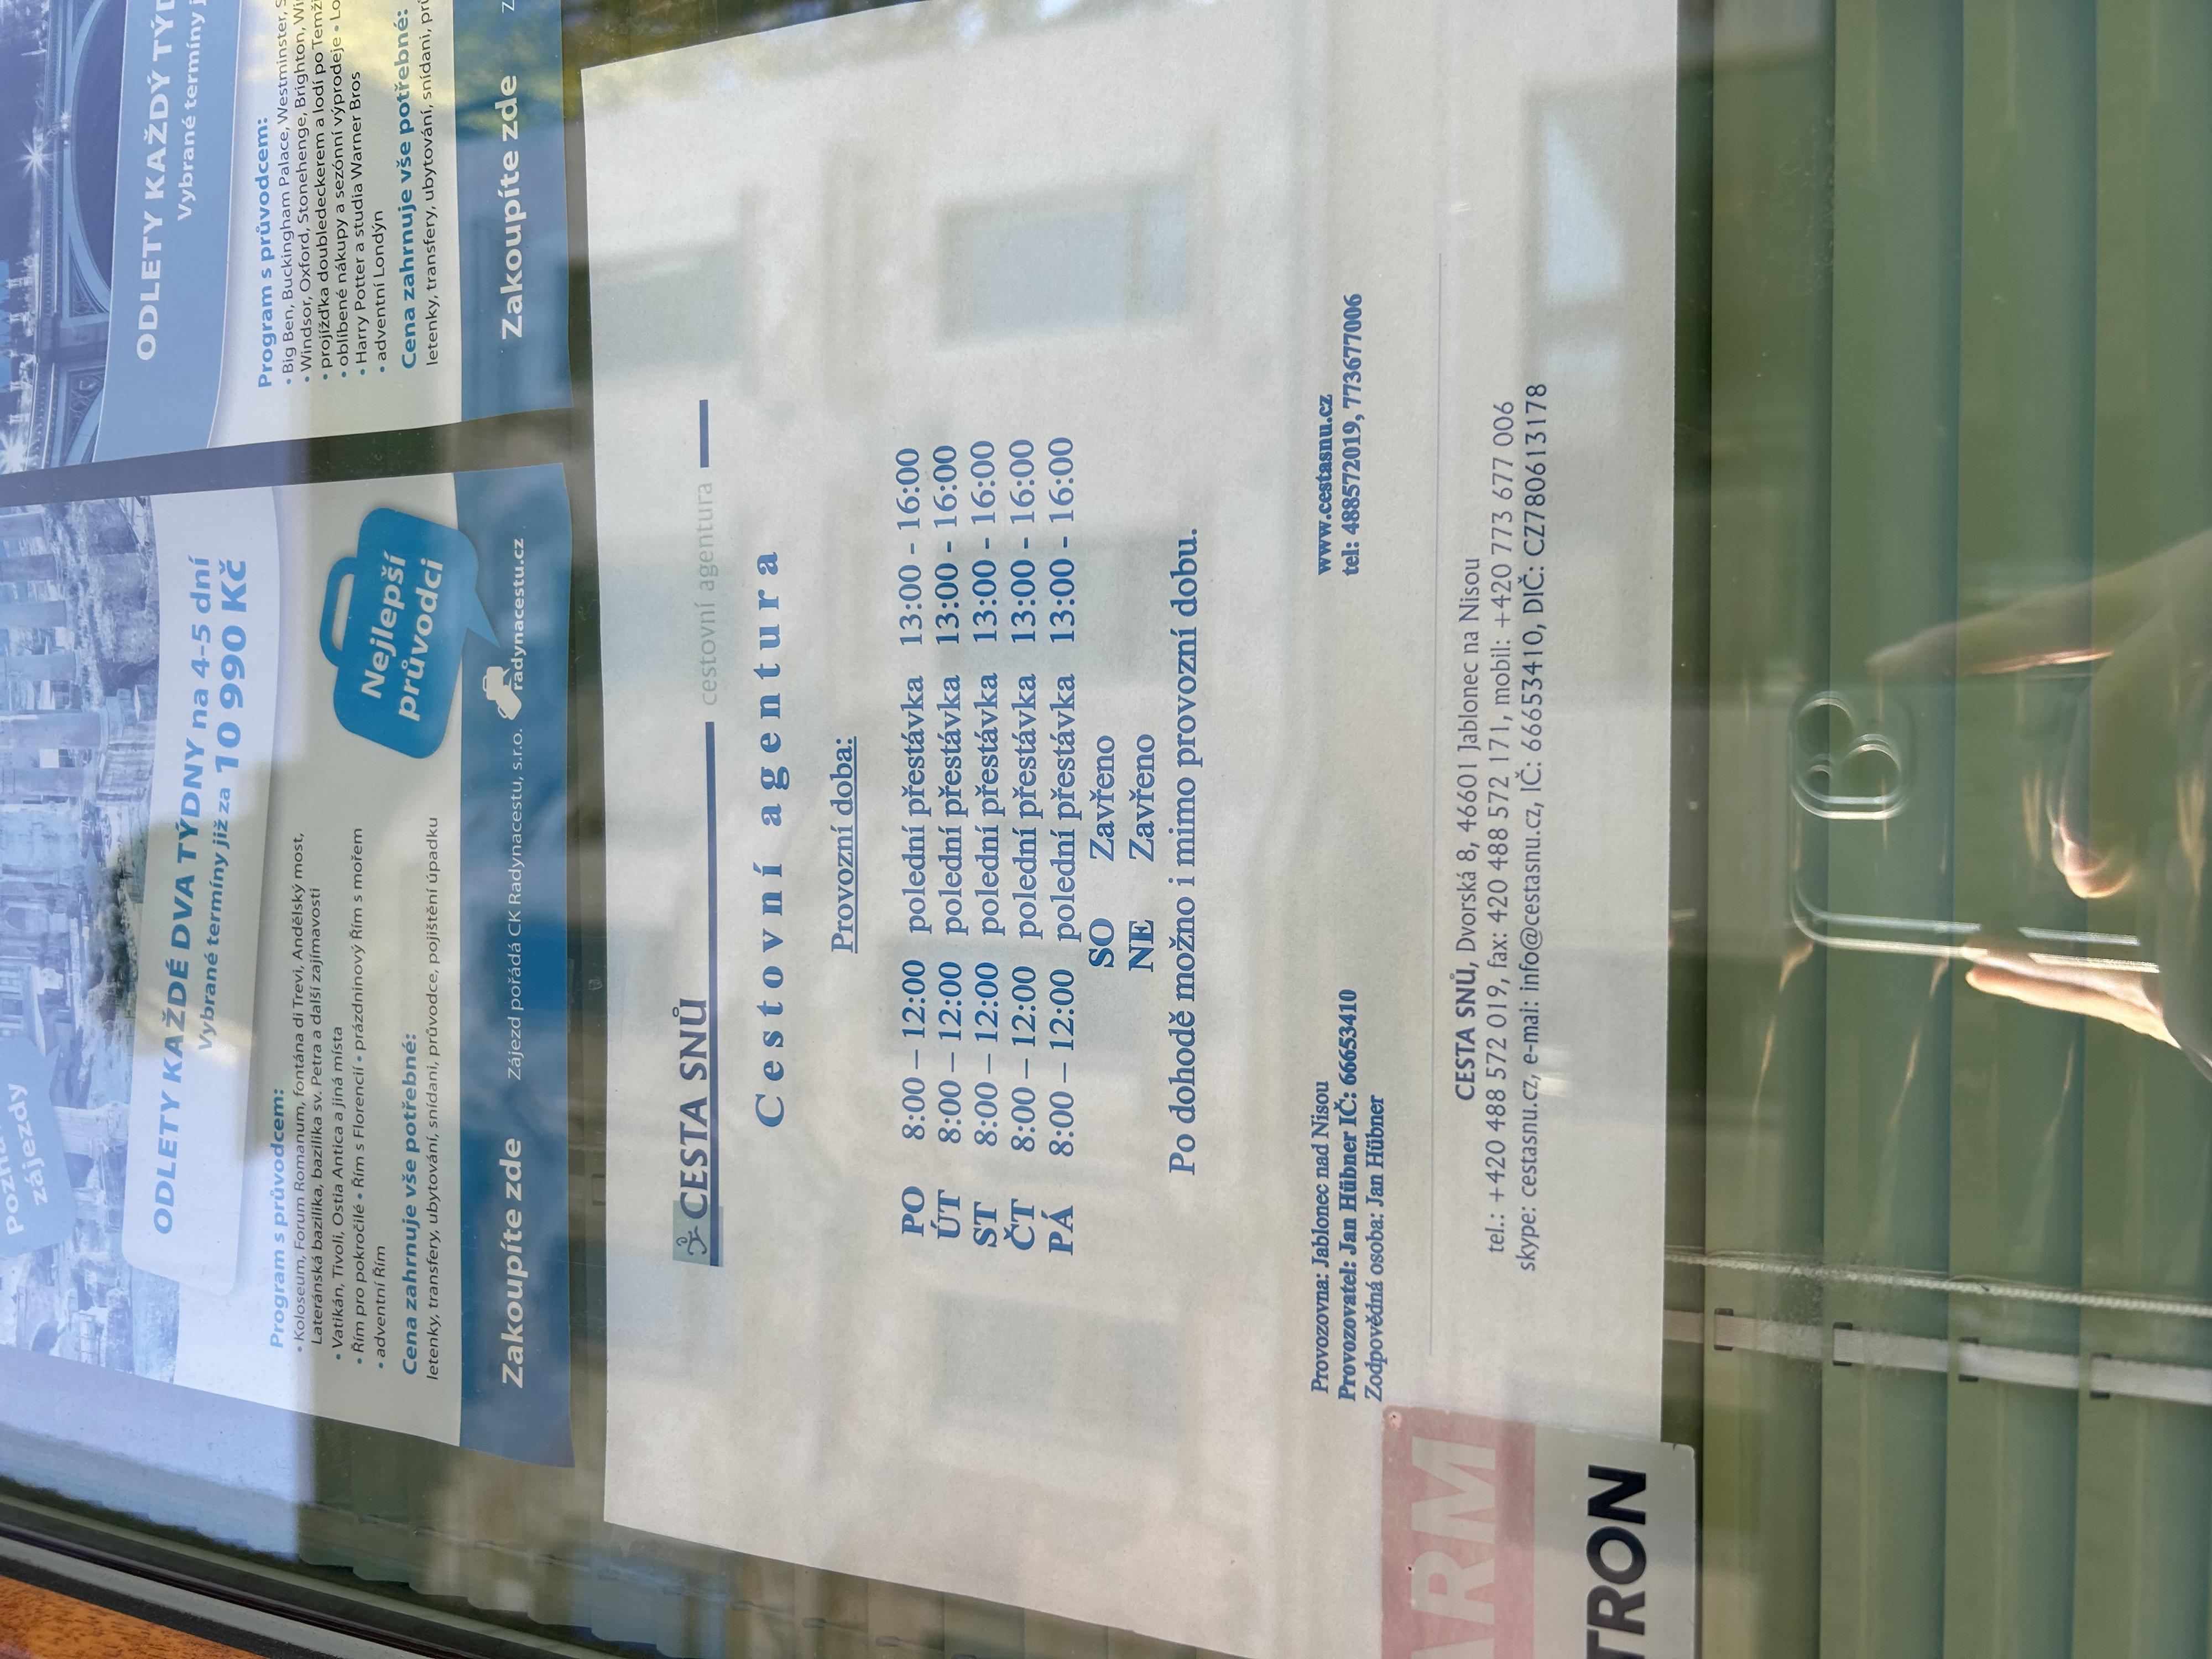 Pozn
zájezdy
ODLETY KAŽDÉ DVA TÝDNY na 4-5 dní
Vybrané termíny již za 10 990 Kč
Program s průvodcem:
• Koloseum, Forum Romanum, fontána di Trevi, Andělský most,
Lateránská bazilika, bazilika sv. Petra a další zajímavosti
• Vatikán, Tivoli, Ostia Antica a jiná místa
• Řím pro pokročilé • Řím s Florencií • prázdninový Řím s mořem
• adventní Řím
Cena zahrnuje vše potřebné:
letenky, transfery, ubytování, snídani, průvodce, pojištění úpadku
Nejlepší
průvodci
Zakoupíte zde
Zájezd pořádá CK Radynacestu, s.r.o.
radynacestu.cz
ODLETY KAŽDÝ TÝD
Vybrané termíny j
Program s průvodcem:
• Big Ben, Buckingham Palace, Westminster, S
• Windsor, Oxford, Stonehenge, Brighton, Wi
• projížďka doubledeckerem a lodí po Temži
• oblíbené nákupy a sezónní výprodeje • Lo
• Harry Potter a studia Warner Bros
• adventní Londýn
Cena zahrnuje vše potřebné:
letenky, transfery, ubytování, snídani, prů
Zakoupíte zde
Z
CESTA SNŮ
cestovní agentura
Cestovní agentura
Provozní doba:
PO 8:00 – 12:00 polední přestávka 13:00 - 16:00
ÚT 8:00 – 12:00 polední přestávka 13:00 - 16:00
ST 8:00 – 12:00 polední přestávka 13:00 - 16:00
ČT 8:00 – 12:00 polední přestávka 13:00 - 16:00
PÁ 8:00 – 12:00 polední přestávka 13:00 - 16:00
SO Zavřeno
NE Zavřeno
Po dohodě možno i mimo provozní dobu.
Provozovna: Jablonec nad Nisou
www.cestasnu.cz
Provozovatel: Jan Hübner IČ: 66653410
tel: 488572019, 773677006
Zodpovědná osoba: Jan Hübner
CESTA SNŮ, Dvorská 8, 46601 Jablonec na Nisou
tel.: +420 488 572 019, fax: 420 488 572 171, mobil: +420 773 677 006
skype: cestasnu.cz, e-mai: info@cestasnu.cz, IČ: 66653410, DIČ: CZ780613178
ARM
TRON